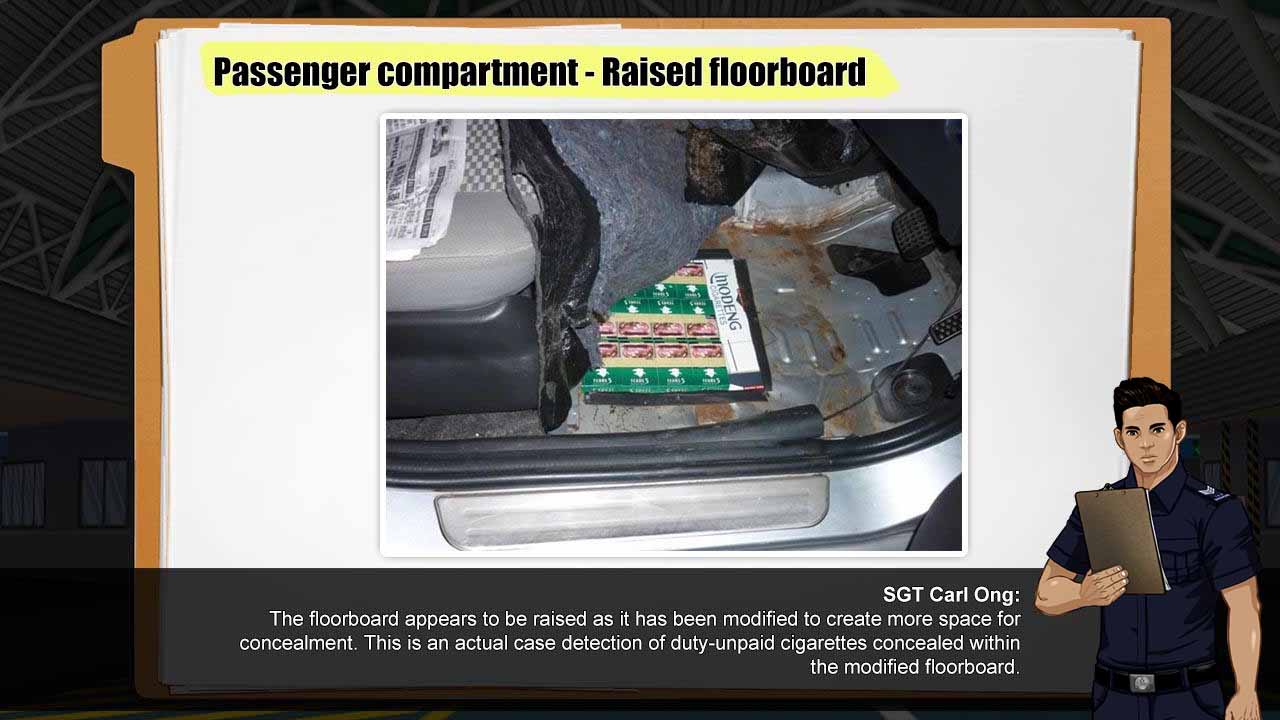 Passenger compartment - Raised floorboard
MODENG
CIGARETTES
SGT Carl Ong:
The floorboard appears to be raised as it has been modified to create more space for
concealment. This is an actual case detection of duty-unpaid cigarettes concealed within
the modified floorboard.